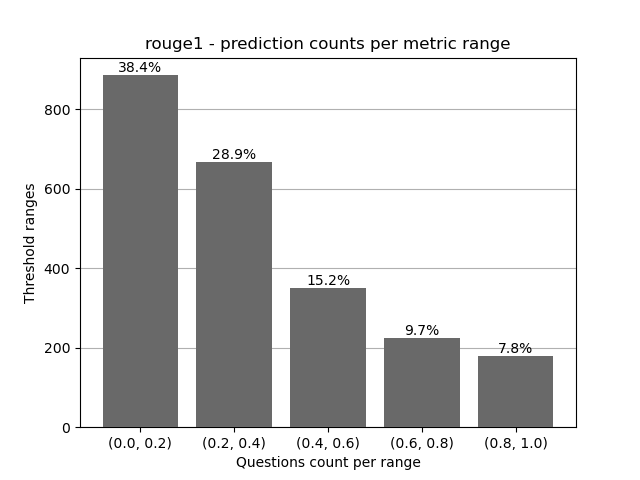 rouge1 - prediction counts per metric range
38.4%
28.9%
15.2%
9.7%
7.8%
800
600
400
200
0
Threshold ranges
(0.0, 0.2) (0.2, 0.4) (0.4, 0.6) (0.6, 0.8) (0.8, 1.0)
Questions count per range